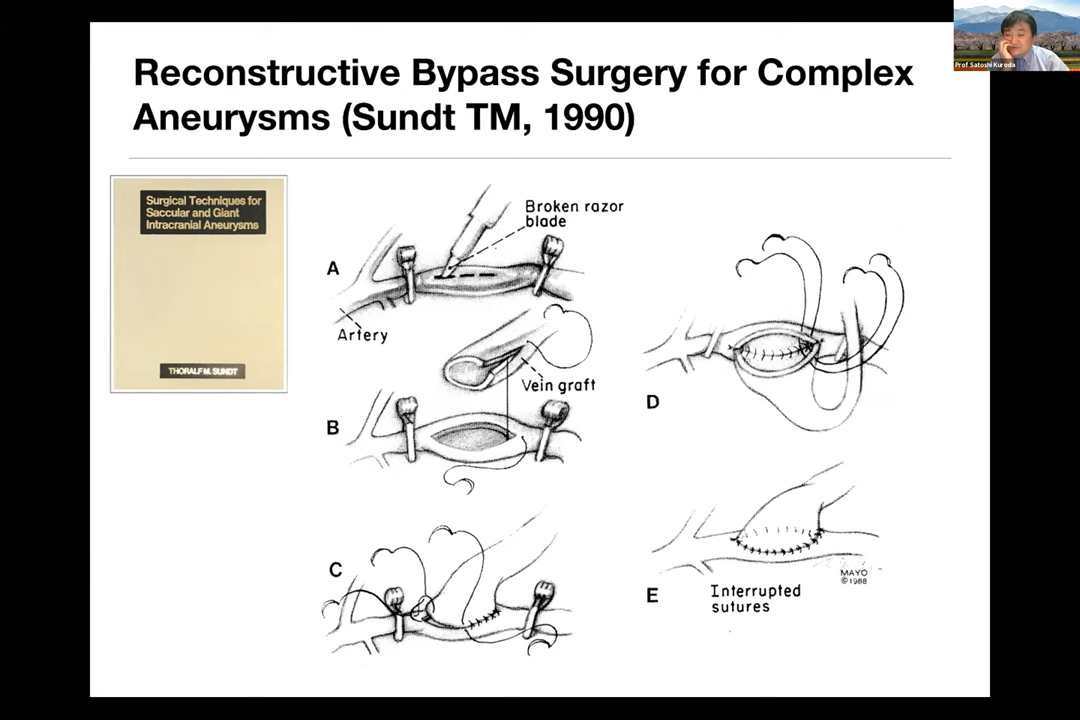 Prof Satoshi Kuroda
Reconstructive Bypass Surgery for Complex
Aneurysms (Sundt TM, 1990)
Surgical Techniques for
Saccular and Giant
Intracranial Aneurysms
THORALF M. SUNDT
Broken razor
blade
A
Artery
Vein graft
B
C
D
MAYO
©1988
E
Interrupted
sutures